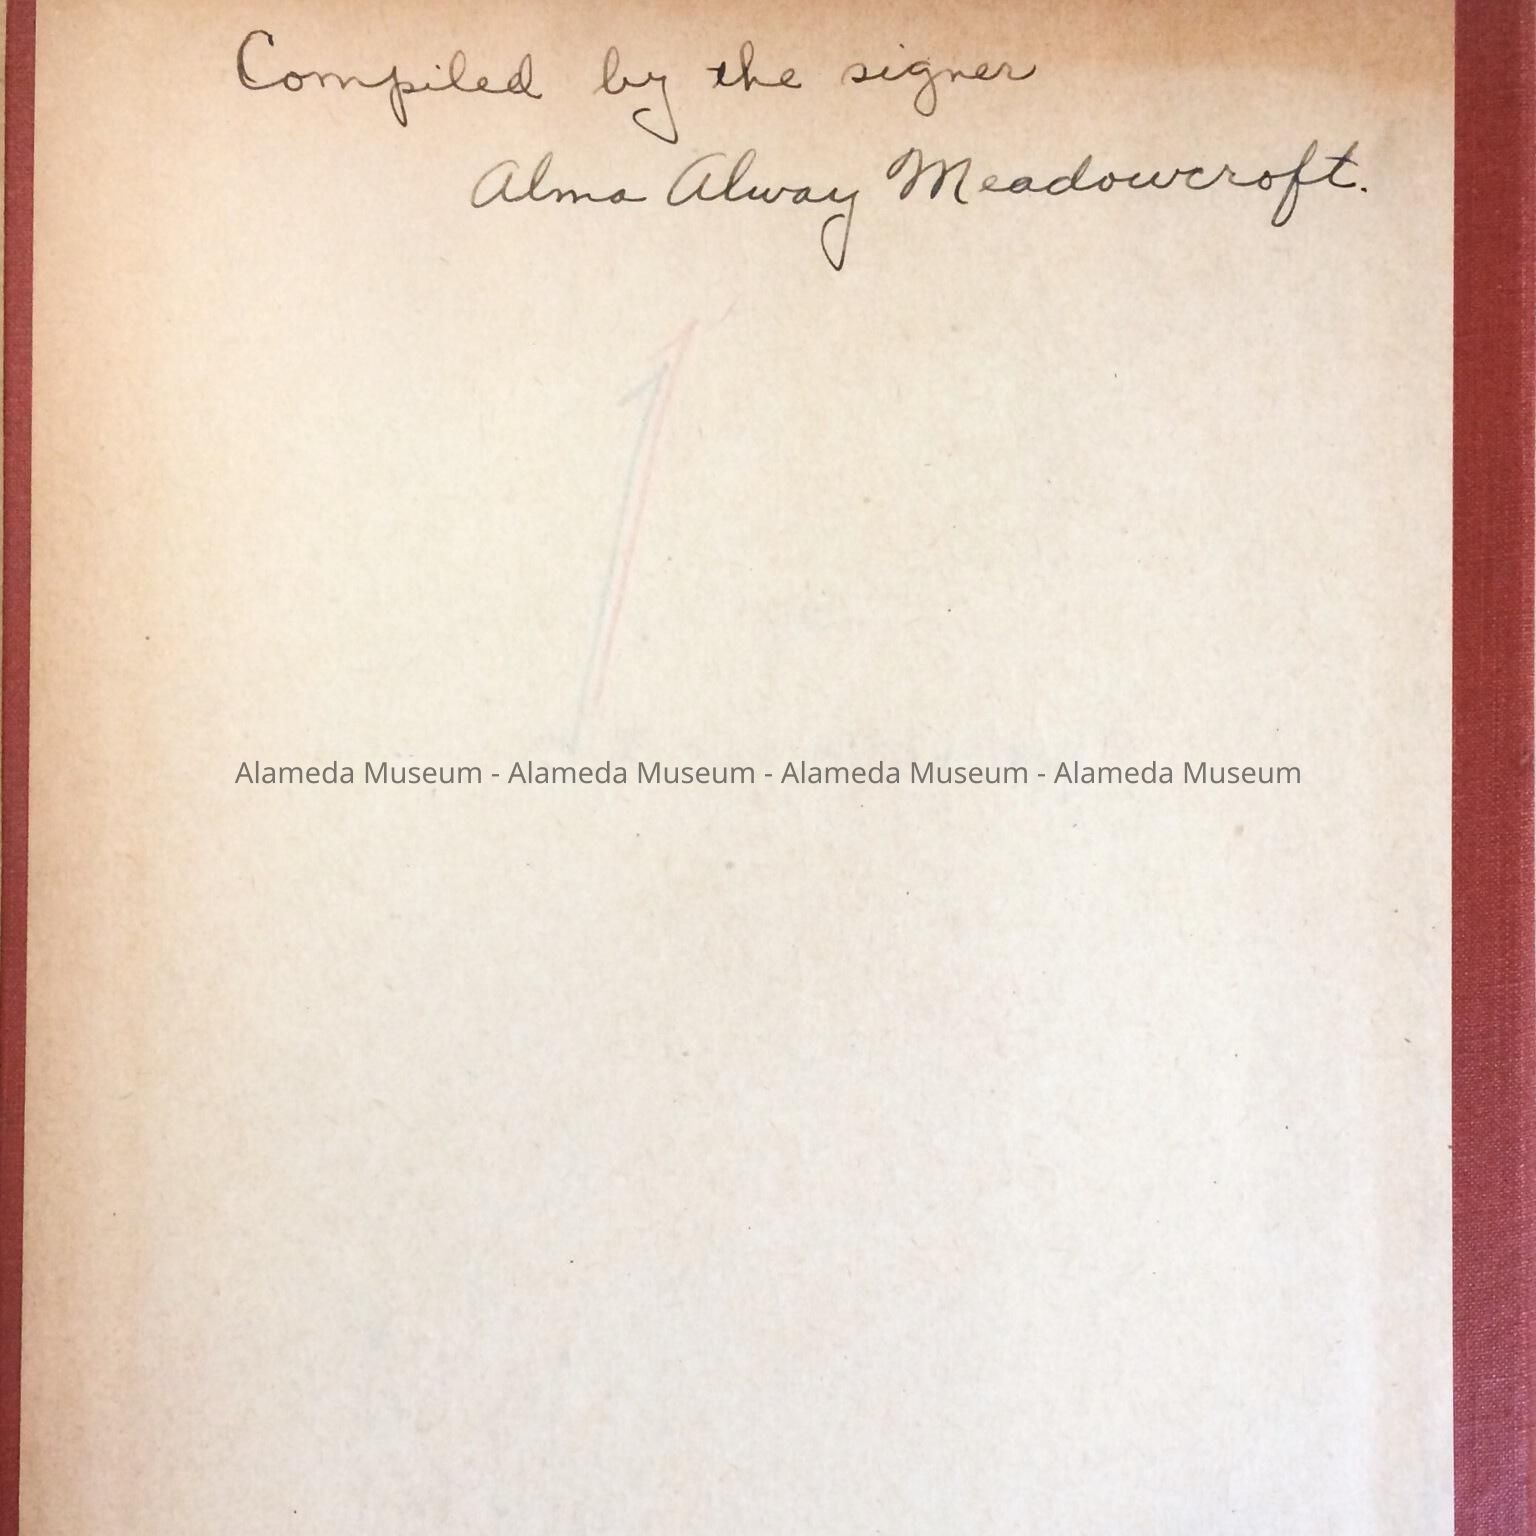 Compiled by the signer
Alma Alway Meadowcroft.
1
Alameda Museum - Alameda Museum - Alameda Museum - Alameda Museum